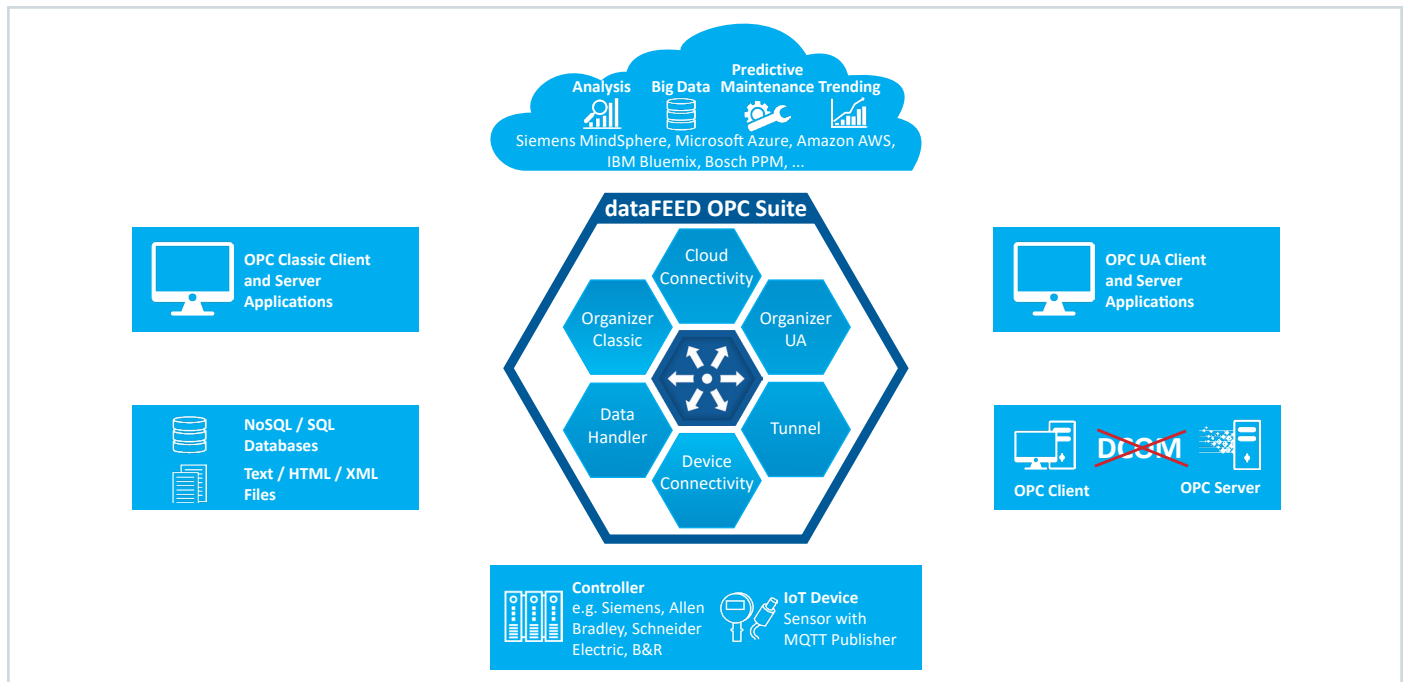 Analysis
Big Data
Predictive
Maintenance
Trending
Siemens MindSphere, Microsoft Azure, Amazon AWS,
IBM Bluemix, Bosch PPM, ...
dataFEED OPC Suite
Cloud
Connectivity
Organizer
Classic
Organizer
UA
Data
Handler
Tunnel
Device
Connectivity
OPC Classic Client
and Server
Applications
OPC UA Client
and Server
Applications
NoSQL / SQL
Databases
Text / HTML / XML
Files
DCOM
OPC Client
OPC Server
Controller
e.g. Siemens, Allen
Bradley, Schneider
Electric, B&R
IoT Device
Sensor with
MQTT Publisher